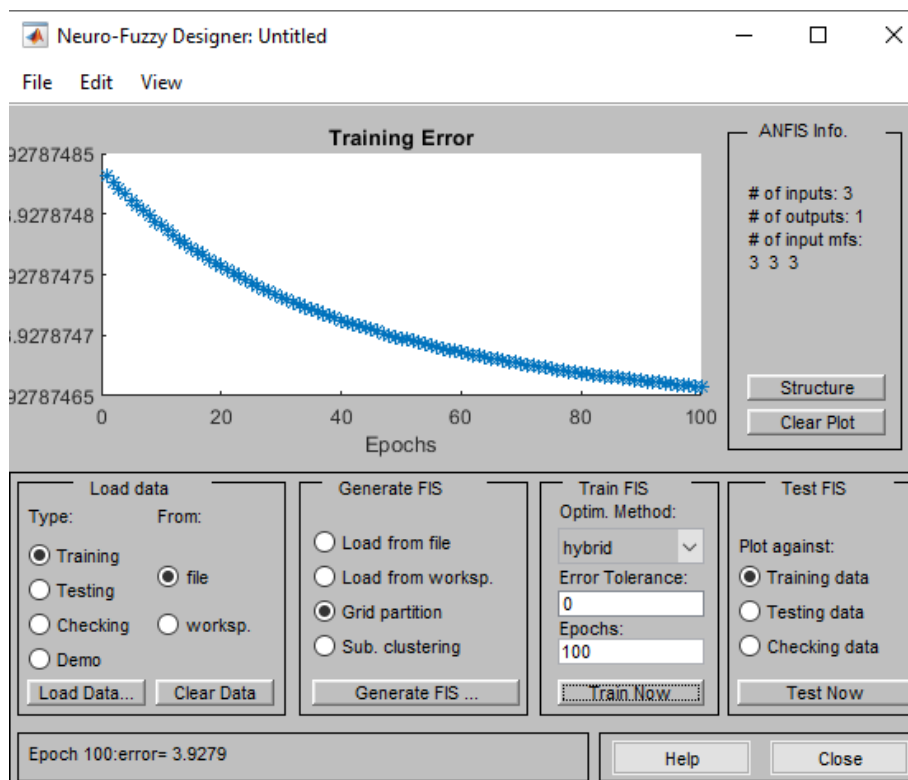 Neuro-Fuzzy Designer: Untitled
File Edit View
Training Error
.92787485
3.9278748
.92787475
3.9278747
.92787465
0 20 40 60 80 100
Epochs
ANFIS Info.
# of inputs: 3
# of outputs: 1
# of input mfs:
3 3 3
Structure
Clear Plot
Load data
Type: From:
Training
file
Testing
Checking
worksp.
Demo
Load Data... Clear Data
Generate FIS
Load from file
Load from worksp.
Grid partition
Sub. clustering
Generate FIS ...
Train FIS
Optim. Method:
hybrid
Error Tolerance:
0
Epochs:
100
Train Now
Test FIS
Plot against:
Training data
Testing data
Checking data
Test Now
Epoch 100:error= 3.9279
Help Close